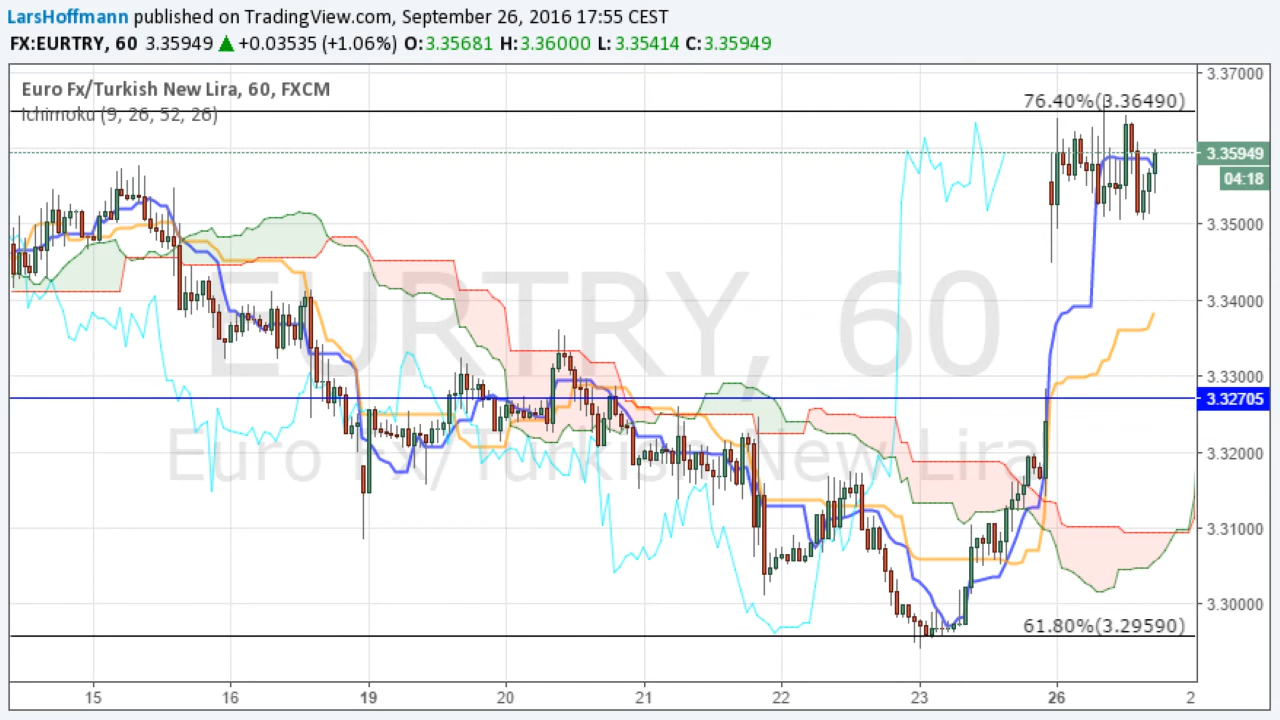 LarsHoffmann published on TradingView.com, September 26, 2016 17:55 CEST
FX:EURTRY, 60 3.35949 ▲ +0.03535 (+1.06%) O:3.35681 H:3.36000 L:3.35414 C:3.35949
Euro Fx/Turkish New Lira, 60, FXCM
Ichimoku (9, 26, 52, 26)
3.37000
76.40%(3.36490)
3.35949
04:18
3.35000
3.34000
3.33000
3.32705
3.32000
3.31000
3.30000
61.80%(3.29590)
EURTRY, 60
Euro Fx/Turkish New Lira
15 16 19 20 21 22 23 26 2